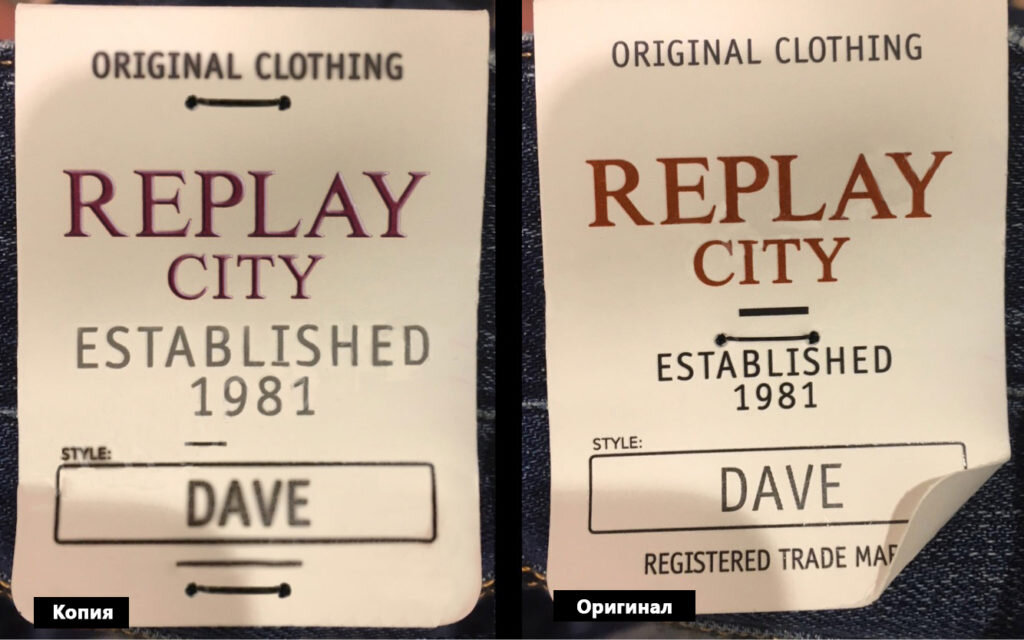 ORIGINAL CLOTHING
REPLAY
CITY
ESTABLISHED
1981
STYLE:
DAVE
Копия
ORIGINAL CLOTHING
REPLAY
CITY
ESTABLISHED
1981
STYLE:
DAVE
REGISTERED TRADE MAR
Оригинал